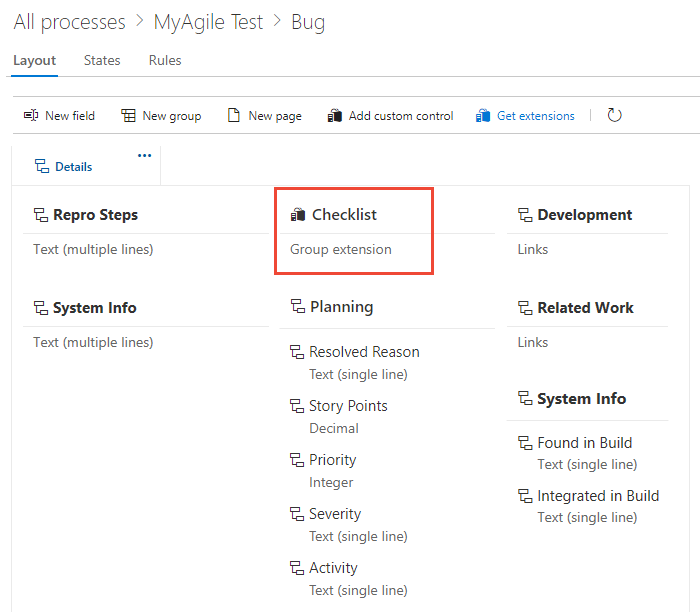 All processes > MyAgile Test > Bug
Layout States Rules
New field New group New page Add custom control Get extensions
Details ...
Repro Steps
Text (multiple lines)
System Info
Text (multiple lines)
Checklist
Group extension
Planning
Resolved Reason
Text (single line)
Story Points
Decimal
Priority
Integer
Severity
Text (single line)
Activity
Text (single line)
Development
Links
Related Work
Links
System Info
Found in Build
Text (single line)
Integrated in Build
Text (single line)